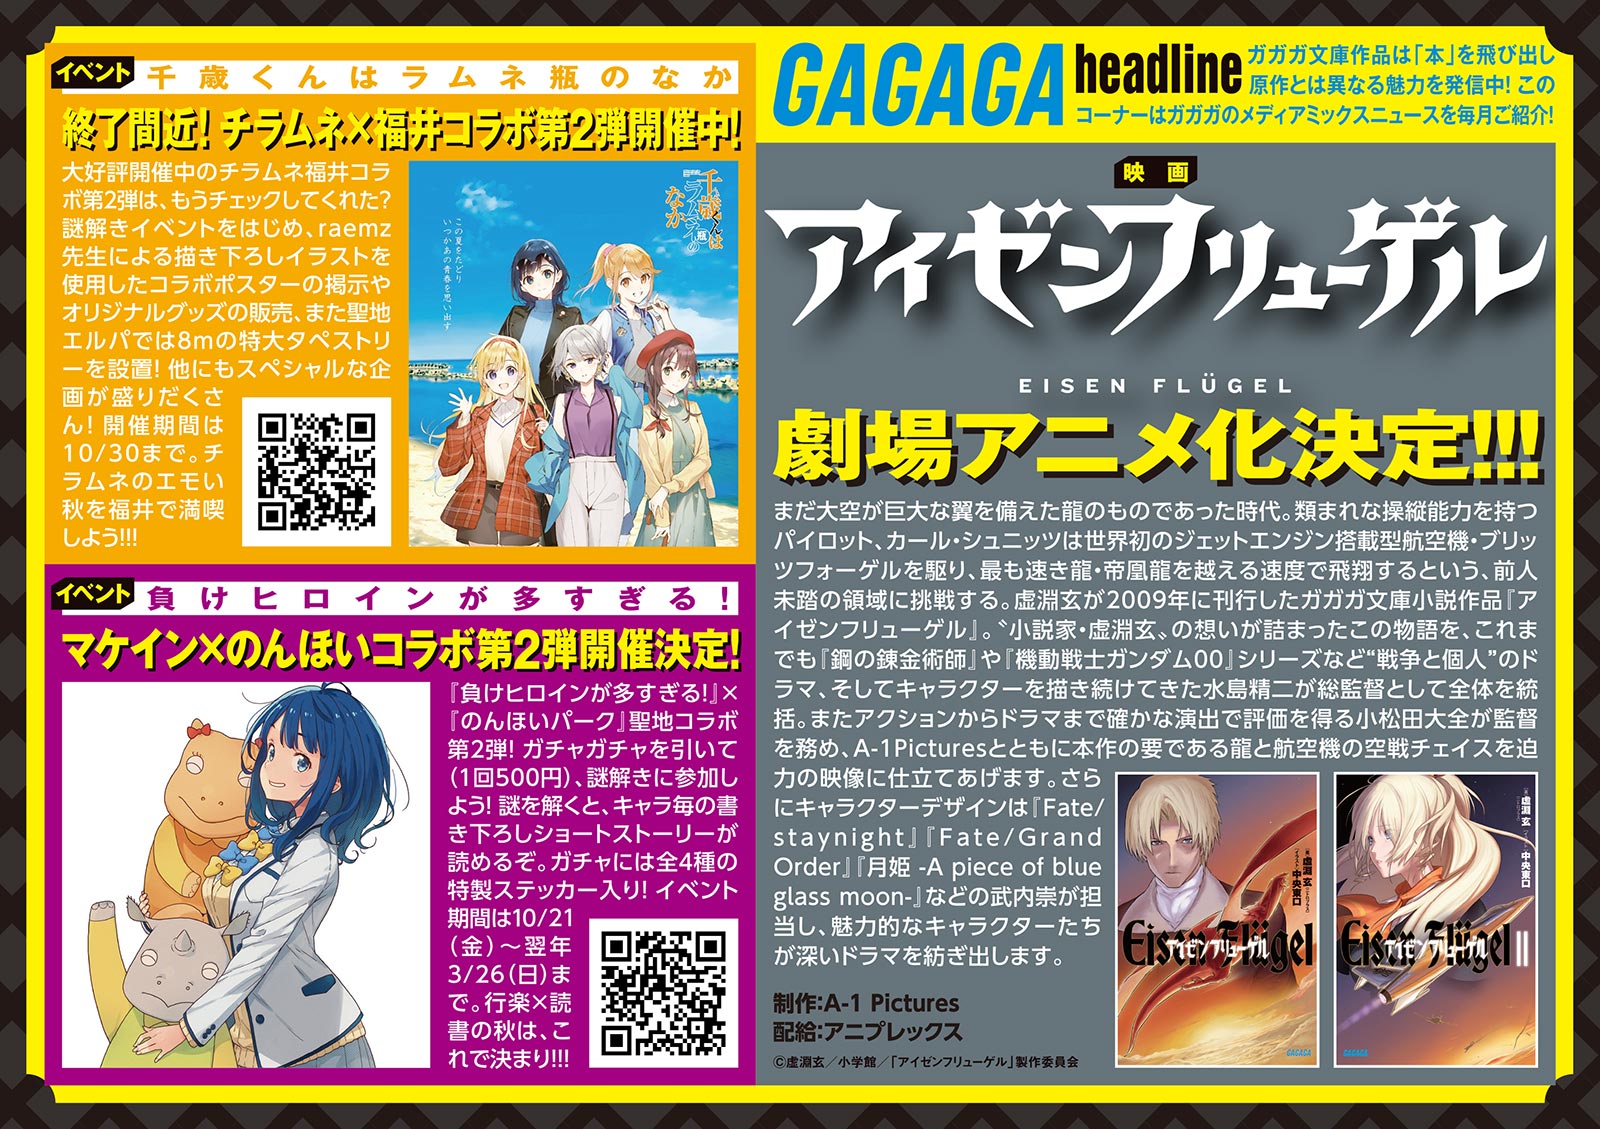 GAGAGA headline
ガガガ文庫作品は「本」を飛び出し
原作とは異なる魅力を発信中! この
コーナーはガガガのメディアミックスニュースを毎月ご紹介!
映画
アイゼンフリューゲル
EISEN FLÜGEL
劇場アニメ化決定!!!
まだ大空が巨大な翼を備えた龍のものであった時代。類まれな操縦能力を持つ
パイロット、カール・シュニッツは世界初のジェットエンジン搭載型航空機・ブリッ
ツフォーゲルを駆り、最も速き龍・帝凰龍を越える速度で飛翔するという、前人
未踏の領域に挑戦する。虚淵玄が2009年に刊行したガガガ文庫小説作品『ア
イゼンフリューゲル』。〝小説家・虚淵玄〟の想いが詰まったこの物語を、これま
でも『鋼の錬金術師』や『機動戦士ガンダム00』シリーズなど“戦争と個人”のド
ラマ、そしてキャラクターを描き続けてきた水島精二が総監督として全体を統
括。またアクションからドラマまで確かな演出で評価を得る小松田大全が監督
を務め、A-1Picturesとともに本作の要である龍と航空機の空戦チェイスを迫
力の映像に仕立てあげます。さら
にキャラクターデザインは『Fate/
staynight』『Fate/Grand
Order』『月姫 -A piece of blue
glass moon-』などの武内崇が担
当し、魅力的なキャラクターたち
が深いドラマを紡ぎ出します。
制作:A-1 Pictures
配給:アニプレックス
©虚淵玄/小学館/「アイゼンフリューゲル」製作委員会
虚淵 玄
中央東口
Eisen Flügel
アイゼンフリューゲル
GAGAGA
虚淵 玄
中央東口
Eisen Flügel II
アイゼンフリューゲル
GAGAGA
イベント
千歳くんはラムネ瓶のなか
終了間近! チラムネ×福井コラボ第2弾開催中!
大好評開催中のチラムネ福井コラ
ボ第2弾は、もうチェックしてくれた?
謎解きイベントをはじめ、raemz
先生による描き下ろしイラストを
使用したコラボポスターの掲示や
オリジナルグッズの販売、また聖地
エルパでは8mの特大タペストリ
ーを設置! 他にもスペシャルな企
画が盛りだくさ
ん! 開催期間は
10/30まで。チ
ラムネのエモい
秋を福井で満喫
しよう!!!
千歳くんは
ラムネ瓶の
なか
この夏をたどり
いつかあの青春を思い出す
イベント
負けヒロインが多すぎる!
マケイン×のんほいコラボ第2弾開催決定!
『負けヒロインが多すぎる!』×
『のんほいパーク』聖地コラボ
第2弾! ガチャガチャを引いて
(1回500円)、謎解きに参加し
よう! 謎を解くと、キャラ毎の書
き下ろしショートストーリーが
読めるぞ。ガチャには全4種の
特製ステッカー入り! イベント
期間は10/21
(金)～翌年
3/26(日)ま
で。行楽×読
書の秋は、こ
れで決まり!!!